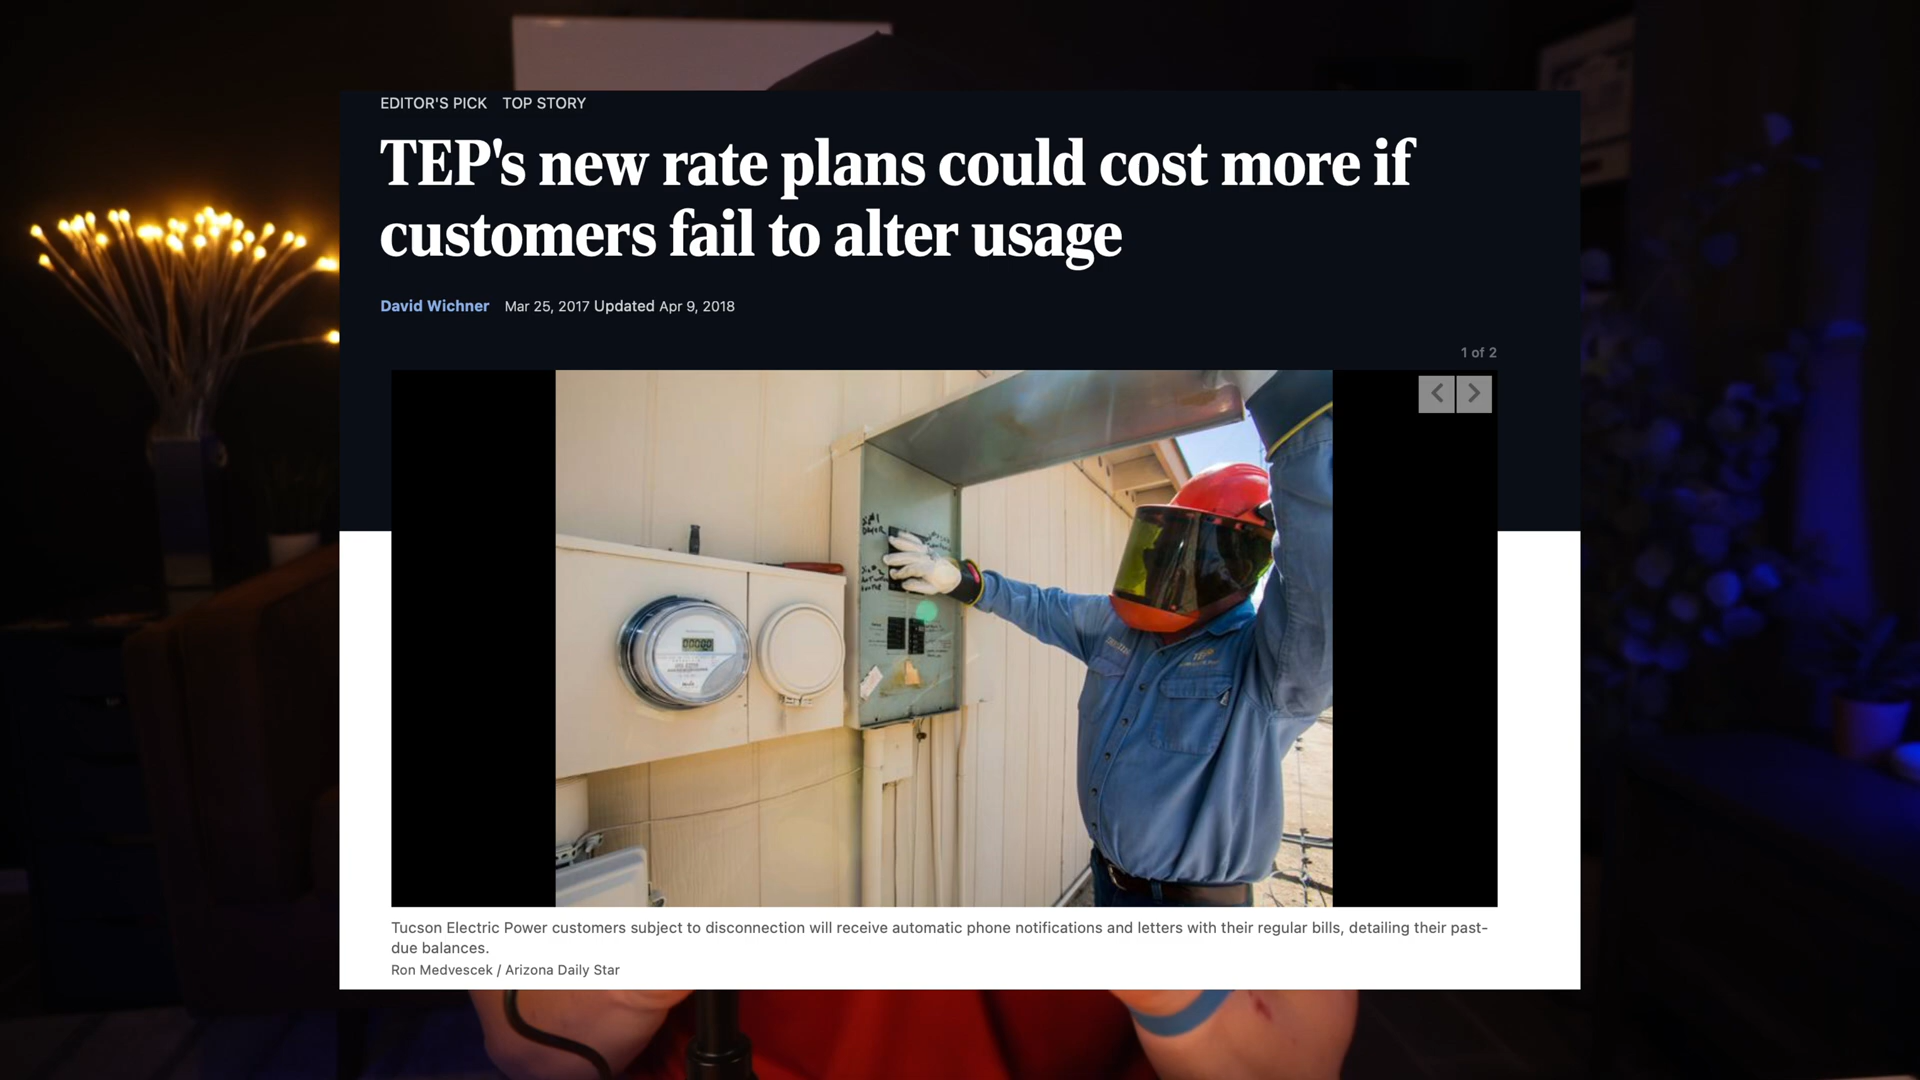 EDITOR'S PICK TOP STORY
TEP's new rate plans could cost more if
customers fail to alter usage
David Wichner Mar 25, 2017 Updated Apr 9, 2018
1 of 2
00000
Tucson Electric Power customers subject to disconnection will receive automatic phone notifications and letters with their regular bills, detailing their past-
due balances.
Ron Medvescek / Arizona Daily Star